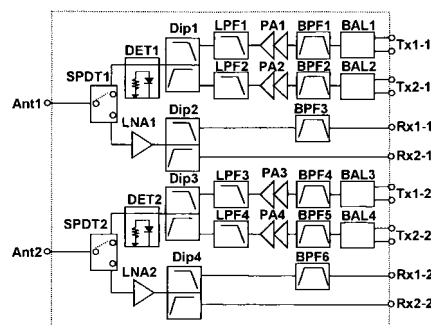 Dip1 LPF1 PA1 BPF1 BAL1
Tx1-1
DET1
SPDT1
LPF2 PA2 BPF2 BAL2
Tx2-1
Ant1
LNA1
Dip2
BPF3
Rx1-1
Rx2-1
Dip3
LPF3 PA3 BPF4 BAL3
Tx1-2
DET2
SPDT2
LPF4 PA4 BPF5 BAL4
Tx2-2
Ant2
LNA2
Dip4
BPF6
Rx1-2
Rx2-2